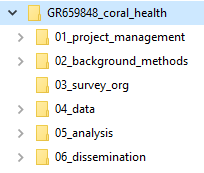 GR659848_coral_health
01_project_management
02_background_methods
03_survey_org
04_data
05_analysis
06_dissemination